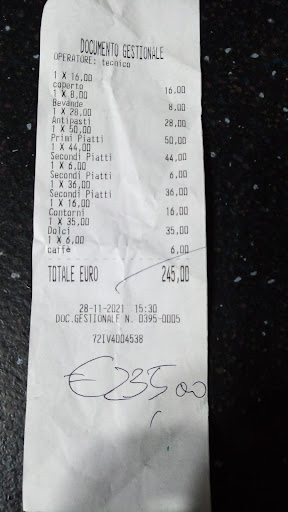 DOCUMENTO GESTIONALE
OPERATORE: tecnico
1 X 16,00
coperto 16,00
1 X 8,00
Bevande 8,00
1 X 28,00
Antipasti 28,00
1 X 50,00
Primi Piatti 50,00
1 X 44,00
Secondi Piatti 44,00
1 X 6,00
Secondi Piatti 6,00
1 X 36,00
Secondi Piatti 36,00
1 X 16,00
Contorni 16,00
1 X 35,00
Dolci 35,00
1 X 6,00
caffè 6,00
TOTALE EURO 245,00
28-11-2021 15:30
DOC.GESTIONALE N. 0395-0005
72IV4004538
€235,00